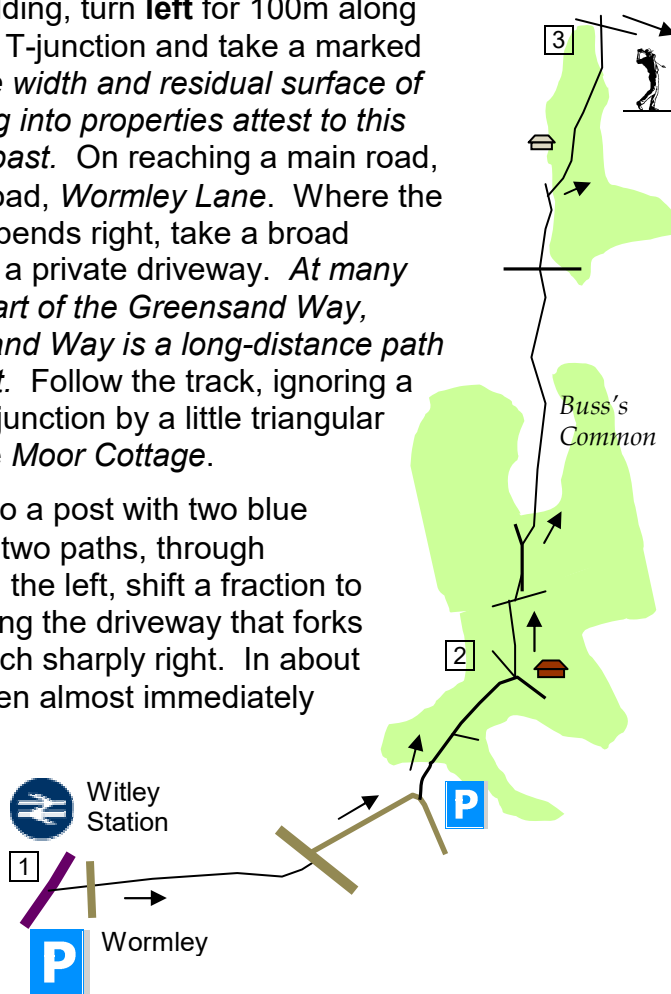 lding, turn left for 100m along
T-junction and take a marked
e width and residual surface of
g into properties attest to this
past. On reaching a main road,
oad, Wormley Lane. Where the
bends right, take a broad
a private driveway. At many
art of the Greensand Way,
and Way is a long-distance path
t. Follow the track, ignoring a
junction by a little triangular
e Moor Cottage.
o a post with two blue
two paths, through
the left, shift a fraction to
ing the driveway that forks
ch sharply right. In about
en almost immediately
3
Buss's
Common
2
P
Witley
Station
1
Wormley
P